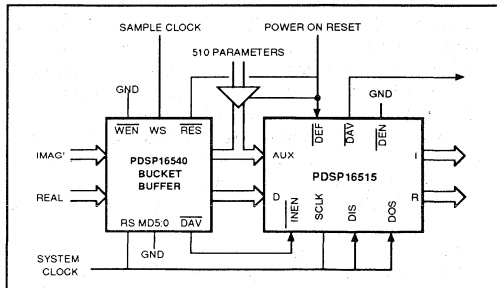 SAMPLE CLOCK
POWER ON RESET
510 PARAMETERS
GND
GND
WEN WS RES
DEF DAV DEN
IMAG'
PDSP16540
BUCKET
BUFFER
AUX
PDSP16515
I
REAL
D
R
RS MD5:0 DAV
INEN SCLK DIS DOS
SYSTEM
CLOCK
GND